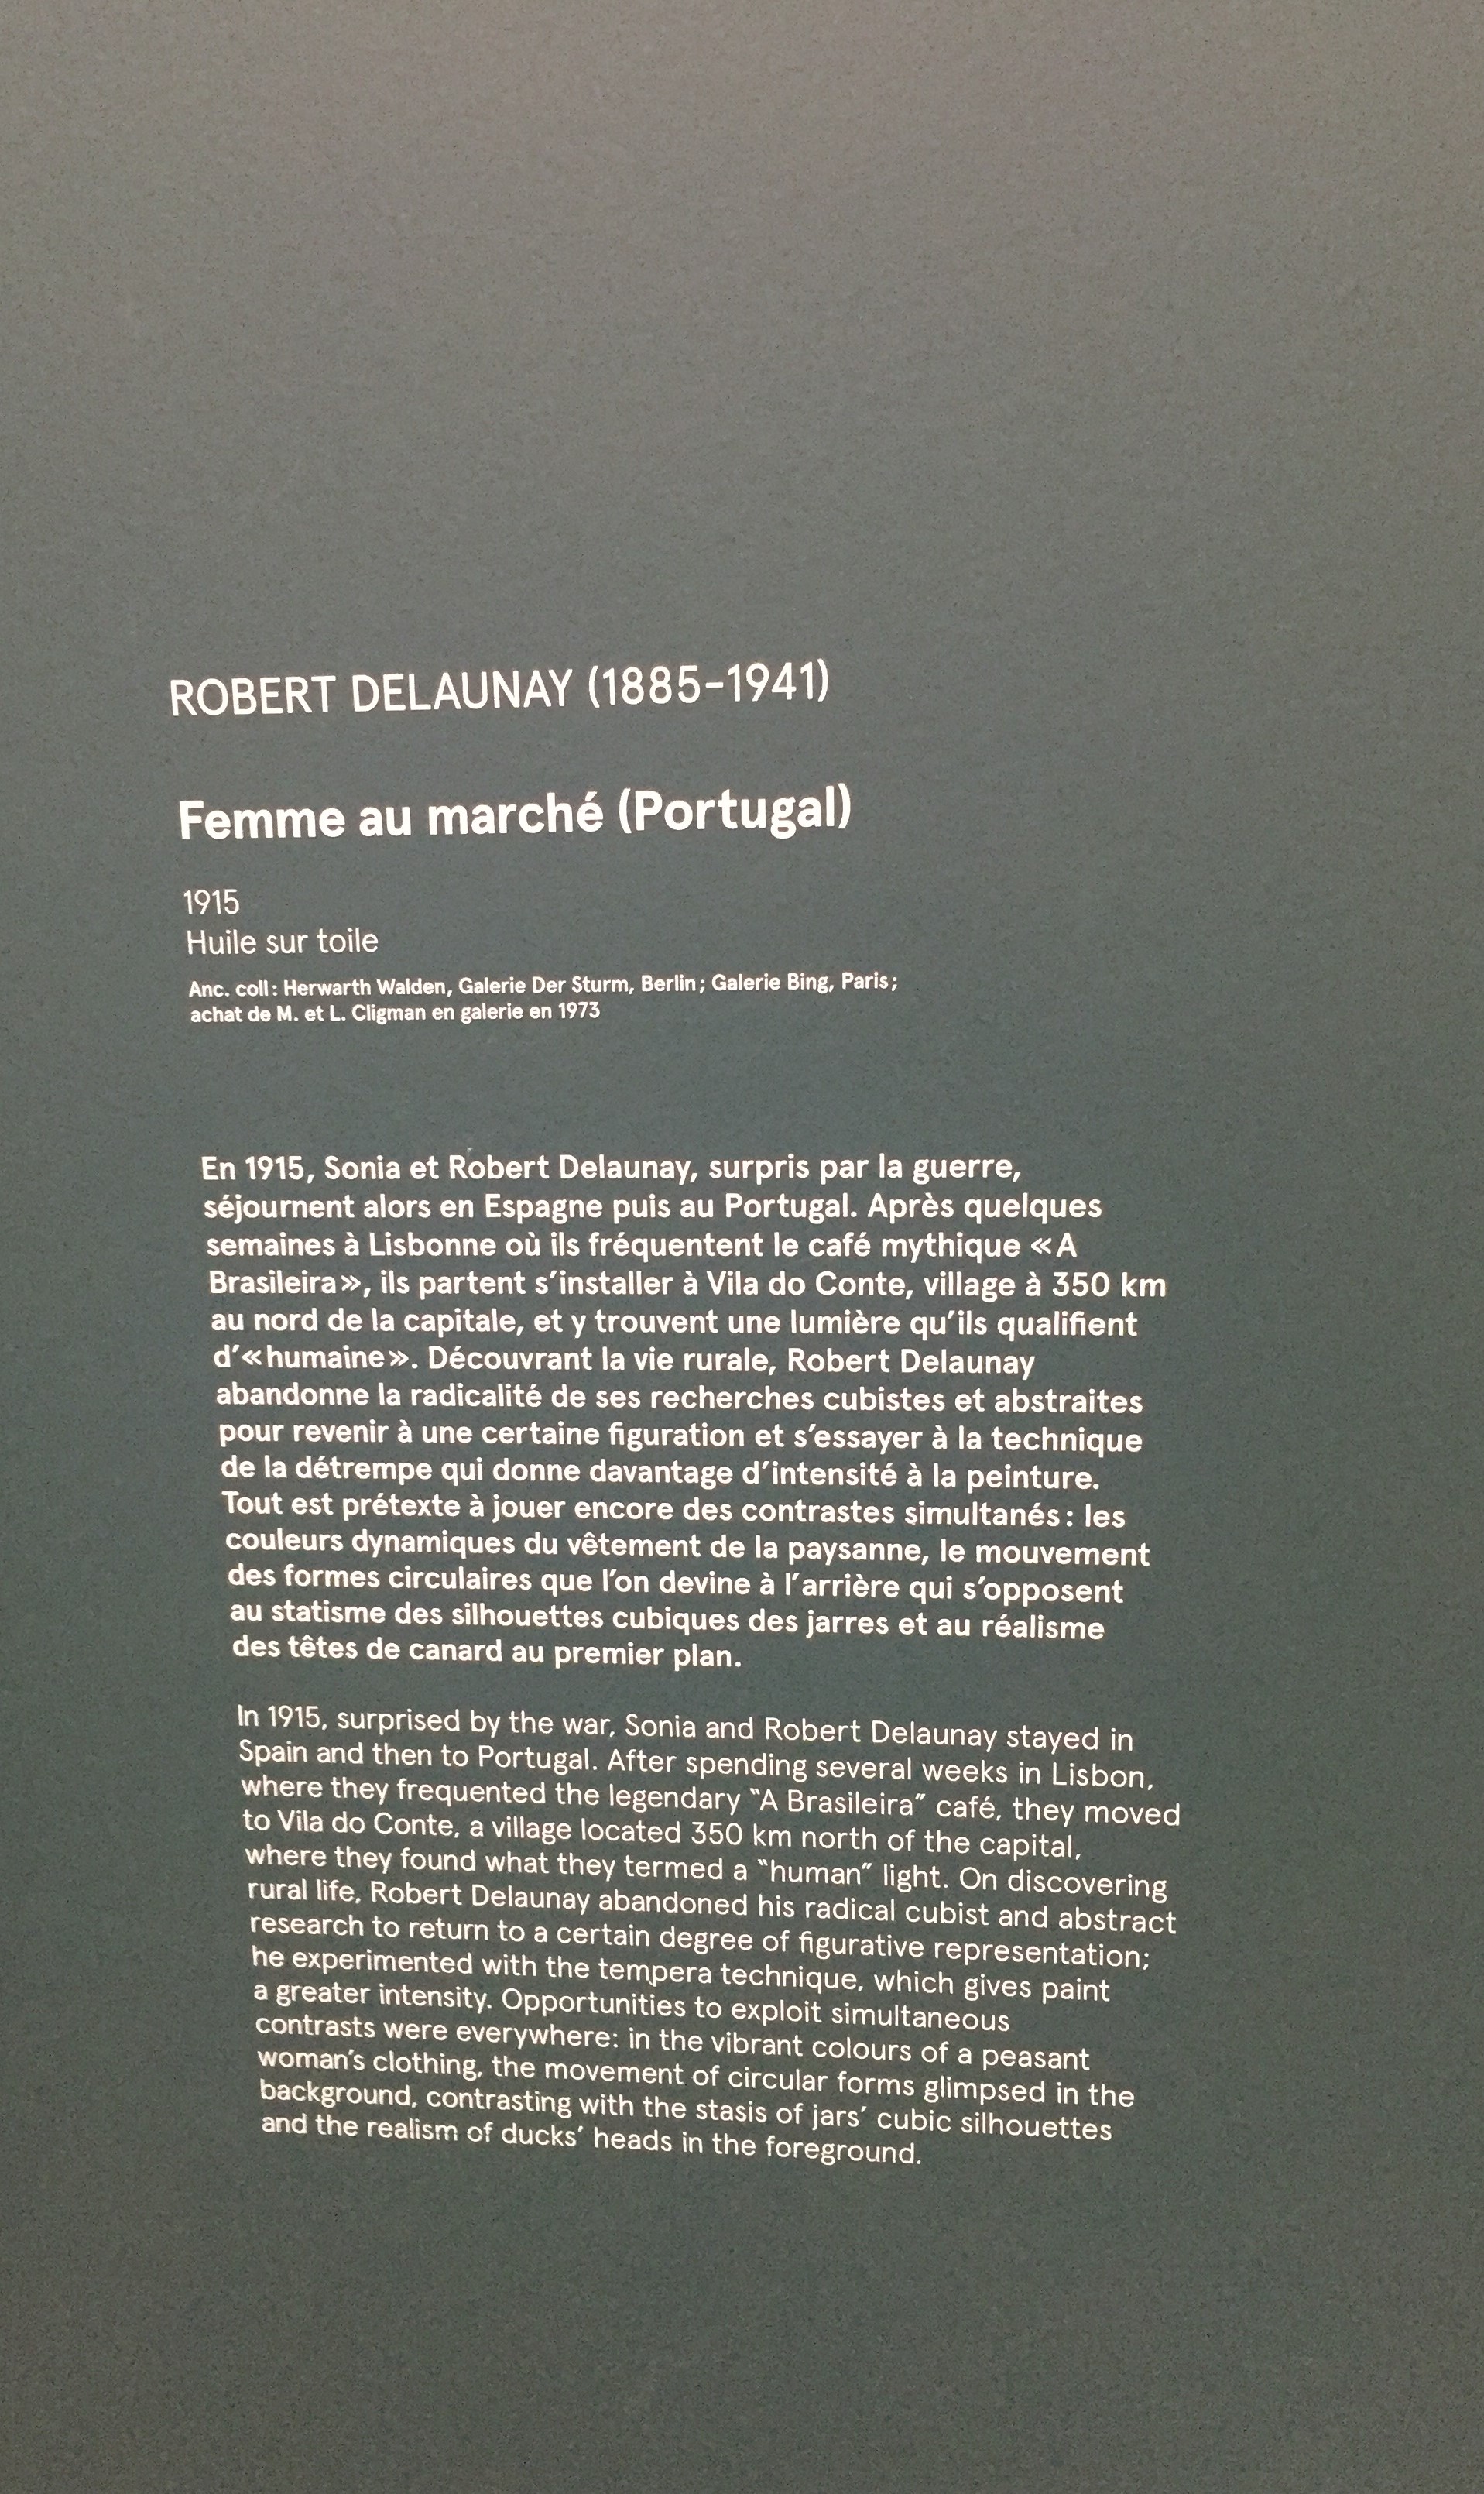 ROBERT DELAUNAY (1885-1941)
Femme au marché (Portugal)
1915
Huile sur toile
Anc. coll : Herwarth Walden, Galerie Der Sturm, Berlin ; Galerie Bing, Paris ;
achat de M. et L. Cligman en galerie en 1973
En 1915, Sonia et Robert Delaunay, surpris par la guerre,
séjournent alors en Espagne puis au Portugal. Après quelques
semaines à Lisbonne où ils fréquentent le café mythique « A
Brasileira », ils partent s’installer à Vila do Conte, village à 350 km
au nord de la capitale, et y trouvent une lumière qu’ils qualifient
d’« humaine ». Découvrant la vie rurale, Robert Delaunay
abandonne la radicalité de ses recherches cubistes et abstraites
pour revenir à une certaine figuration et s’essayer à la technique
de la détrempe qui donne davantage d’intensité à la peinture.
Tout est prétexte à jouer encore des contrastes simultanés : les
couleurs dynamiques du vêtement de la paysanne, le mouvement
des formes circulaires que l’on devine à l’arrière qui s’opposent
au statisme des silhouettes cubiques des jarres et au réalisme
des têtes de canard au premier plan.
In 1915, surprised by the war, Sonia and Robert Delaunay stayed in
Spain and then to Portugal. After spending several weeks in Lisbon,
where they frequented the legendary “A Brasileira” café, they moved
to Vila do Conte, a village located 350 km north of the capital,
where they found what they termed a “human” light. On discovering
rural life, Robert Delaunay abandoned his radical cubist and abstract
research to return to a certain degree of figurative representation;
he experimented with the tempera technique, which gives paint
a greater intensity. Opportunities to exploit simultaneous
contrasts were everywhere: in the vibrant colours of a peasant
woman’s clothing, the movement of circular forms glimpsed in the
background, contrasting with the stasis of jars’ cubic silhouettes
and the realism of ducks’ heads in the foreground.